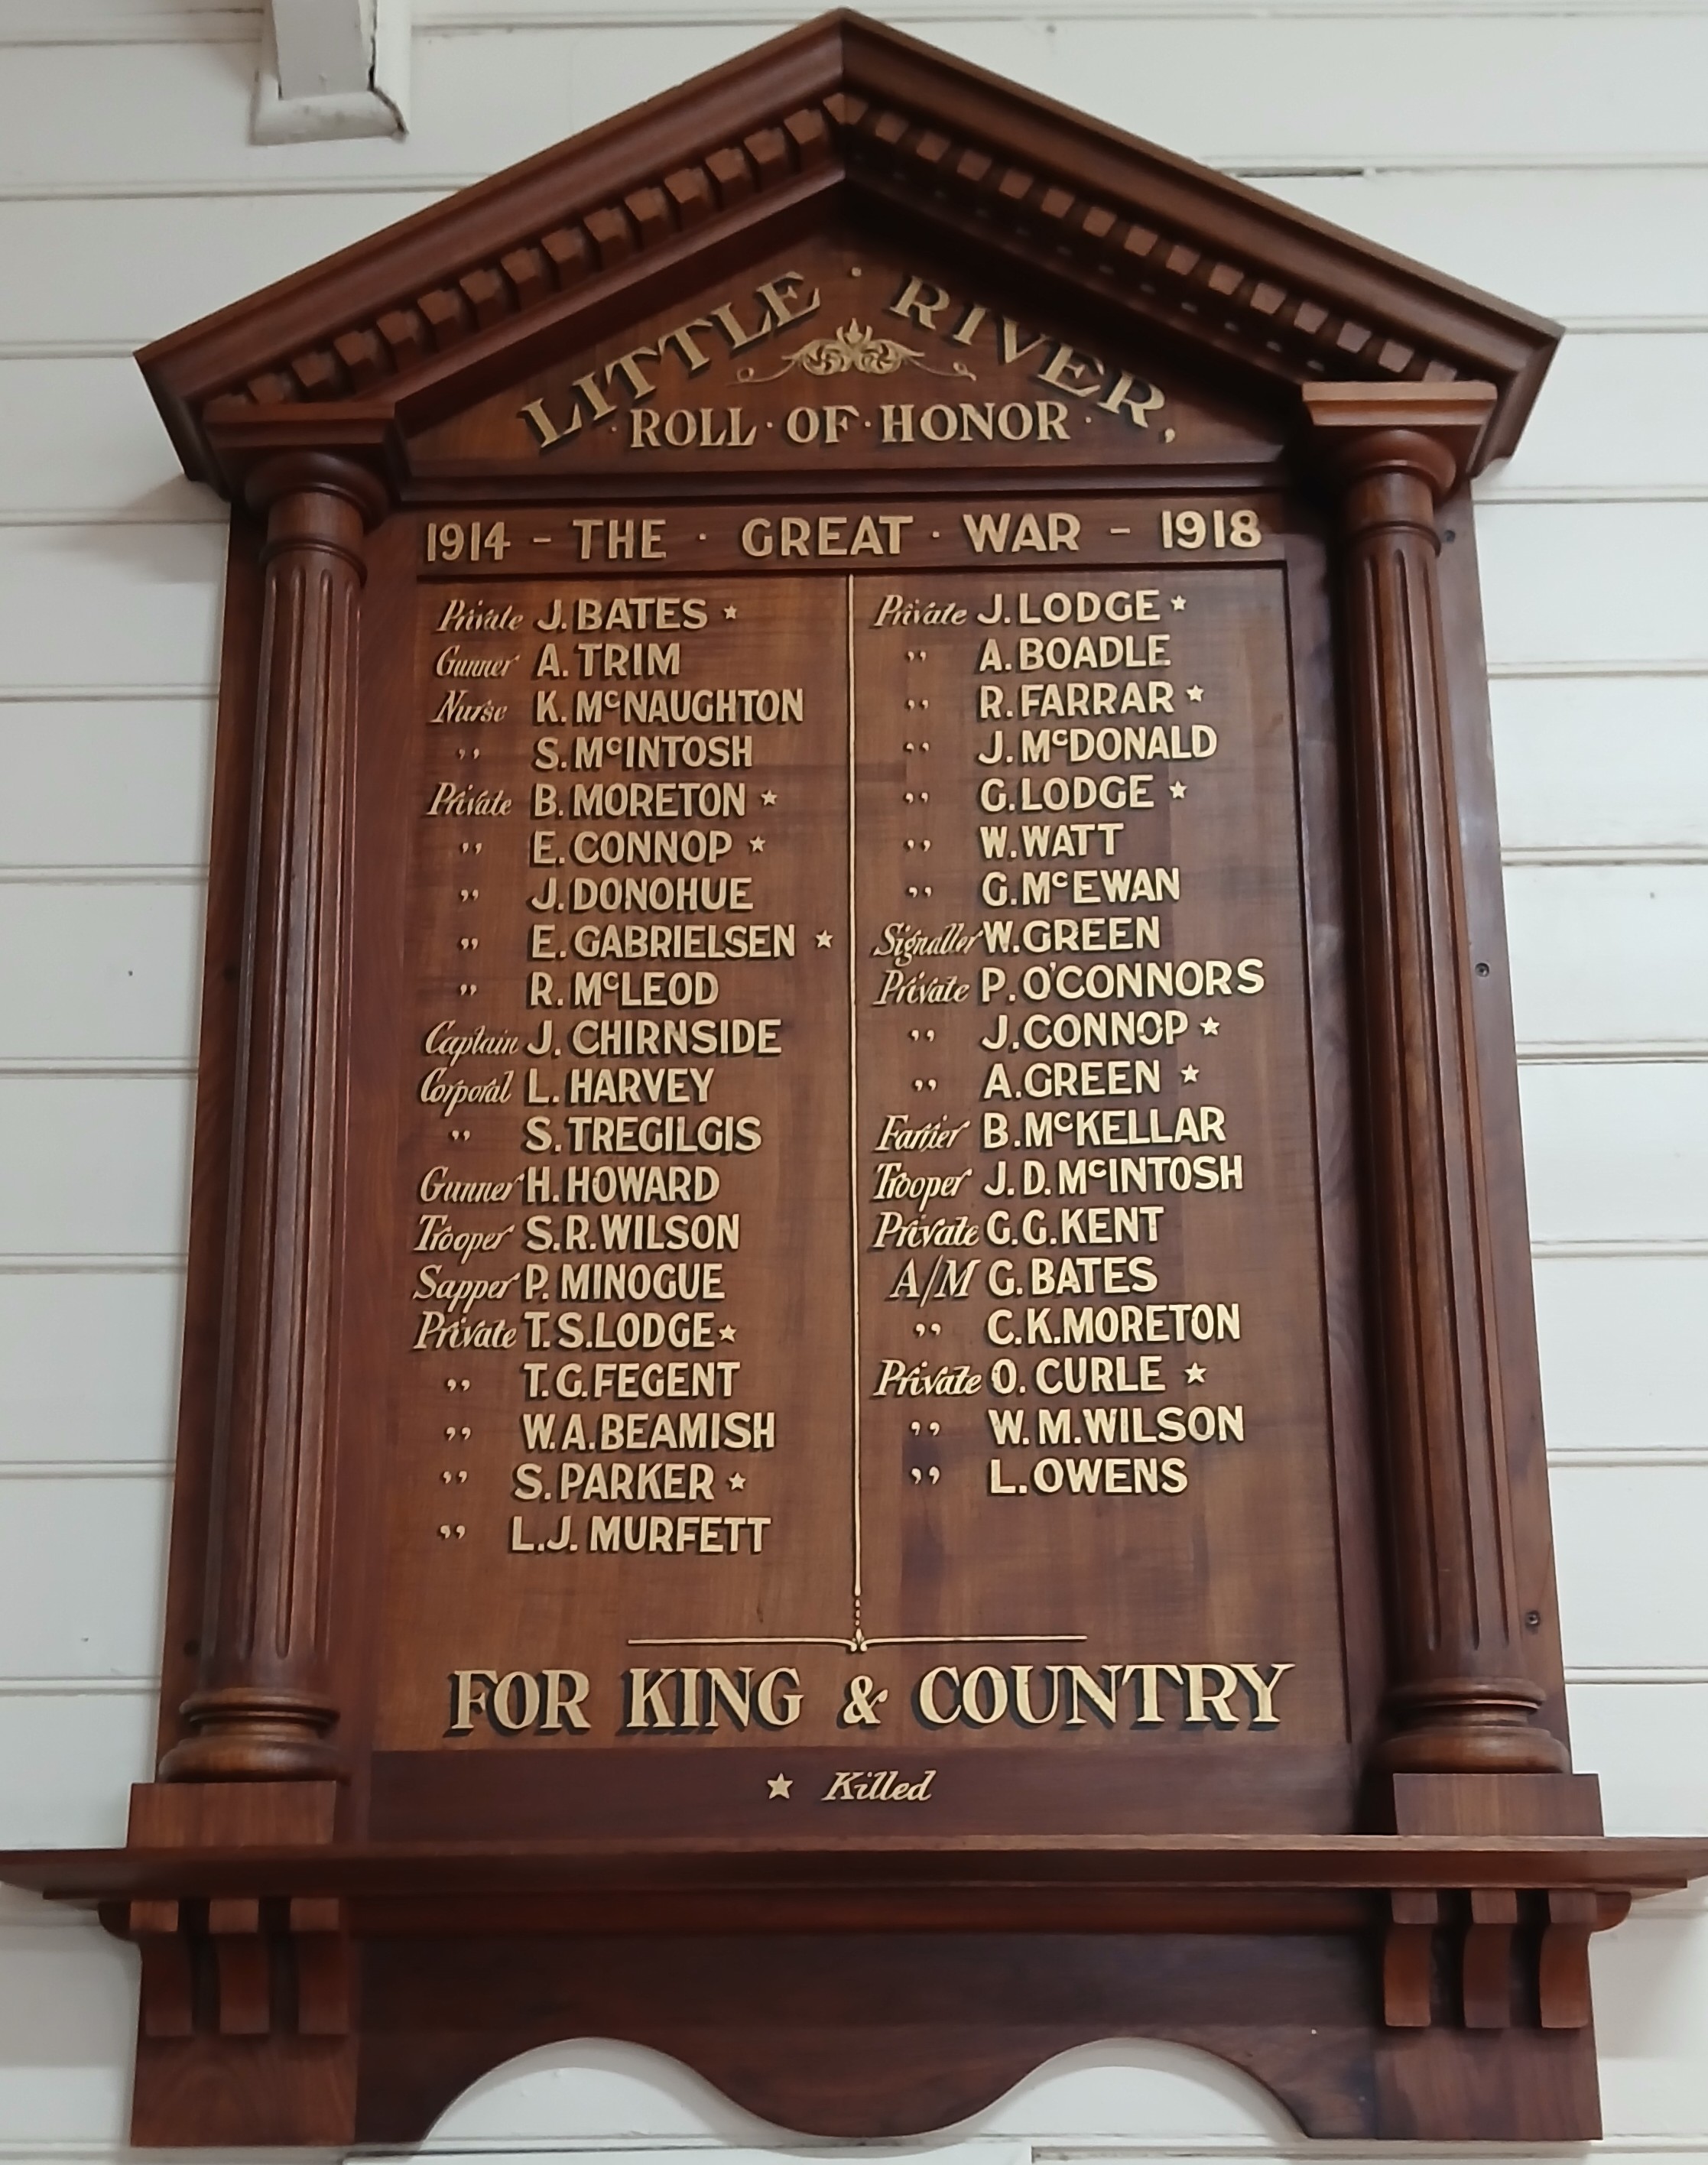 LITTLE · RIVER,
· ROLL · OF · HONOR ·
1914 - THE · GREAT · WAR - 1918
Private J. BATES ★
Gunner A. TRIM
Nurse K. McNAUGHTON
,, S. McINTOSH
Private B. MORETON ★
,, E. CONNOP ★
,, J. DONOHUE
,, E. GABRIELSEN ★
,, R. McLEOD
Captain J. CHIRNSIDE
Corporal L. HARVEY
,, S. TREGILGIS
Gunner H. HOWARD
Trooper S. R. WILSON
Sapper P. MINOGUE
Private T. S. LODGE ★
,, T. G. FEGENT
,, W. A. BEAMISH
,, S. PARKER ★
,, L. J. MURFETT
Private J. LODGE ★
,, A. BOADLE
,, R. FARRAR ★
,, J. McDONALD
,, G. LODGE ★
,, W. WATT
,, G. McEWAN
Signaller W. GREEN
Private P. O'CONNORS
,, J. CONNOP ★
,, A. GREEN ★
Farrier B. McKELLAR
Trooper J. D. McINTOSH
Private G. G. KENT
A/M G. BATES
,, C. K. MORETON
Private O. CURLE ★
,, W. M. WILSON
,, L. OWENS
FOR KING & COUNTRY
★ Killed